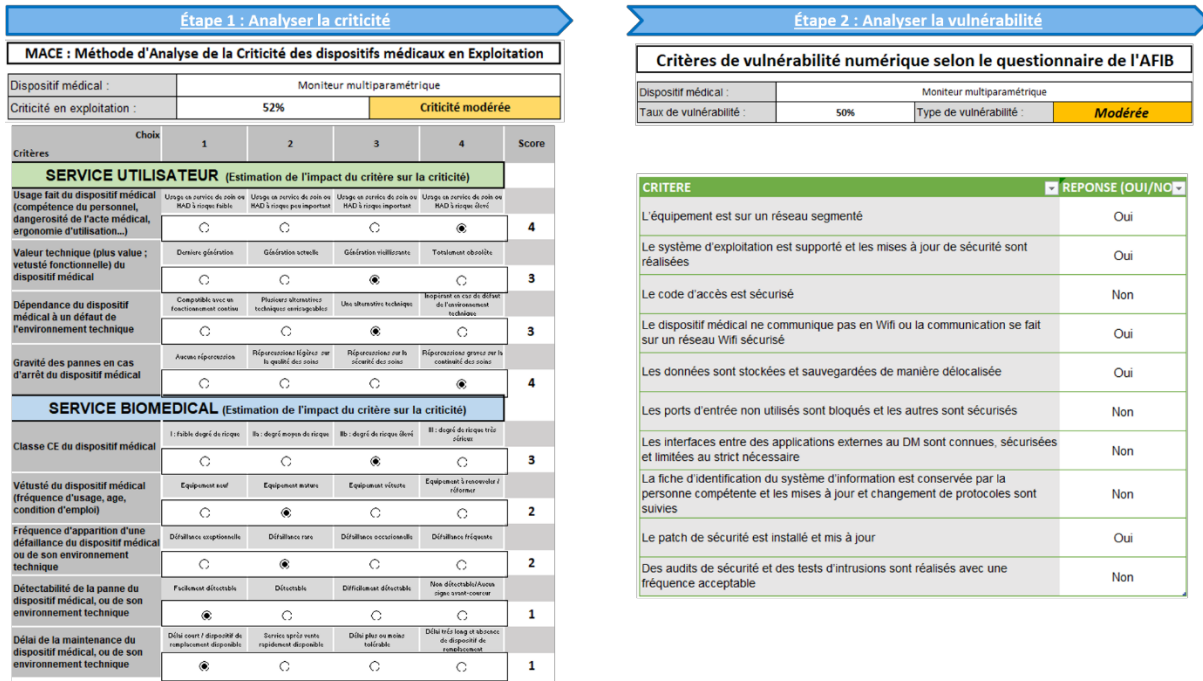 Étape 1 : Analyser la criticité
MACE : Méthode d'Analyse de la Criticité des dispositifs médicaux en Exploitation
Dispositif médical : Moniteur multiparamétrique
Criticité en exploitation : 52% Criticité modérée
Choix
Critères
1 2 3 4 Score
SERVICE UTILISATEUR (Estimation de l'impact du critère sur la criticité)
Usage fait du dispositif médical
(compétence du personnel,
dangerosité de l'acte médical,
ergonomie d'utilisation...)
Usage en service de soin ou
HAD à risque faible
Usage en service de soin ou
HAD à risque peu important
Usage en service de soin ou
HAD à risque important
Usage en service de soin ou
HAD à risque élevé
4
Valeur technique (plus value ;
vetusté fonctionnelle) du
dispositif médical
Dernière génération
Génération actuelle
Génération vieillissante
Totalement obsolète
3
Dépendance du dispositif
médical à un défaut de
l'environnement technique
Compatible avec un
fonctionnement continu
Plusieurs alternatives
techniques envisageables
Une alternative technique
Inopérant en cas de défaut
de l'environnement
technique
3
Gravité des pannes en cas
d'arrêt du dispositif médical
Aucune répercussion
Répercussions légères sur
la qualité des soins
Répercussions sur la
sécurité des soins
Répercussions graves sur la
continuité des soins
4
SERVICE BIOMEDICAL (Estimation de l'impact du critère sur la criticité)
Classe CE du dispositif médical
I : faible degré de risque
IIa : degré moyen de risque
IIb : degré de risque élevé
III : degré de risque très
sérieux
3
Vétusté du dispositif médical
(fréquence d'usage, age,
condition d'emploi)
Equipement neuf
Equipement mature
Equipement vétuste
Equipement à renouveler /
réformer
2
Fréquence d'apparition d'une
défaillance du dispositif médical
ou de son environnement
technique
Défaillance exceptionnelle
Défaillance rare
Défaillance occasionnelle
Défaillance fréquente
2
Détectabilité de la panne du
dispositif médical, ou de son
environnement technique
Facilement détectable
Détectable
Difficilement détectable
Non détectable/Aucun
signe avant-coureur
1
Délai de la maintenance du
dispositif médical, ou de son
environnement technique
Délai court / dispositif de
remplacement disponible
Service après vente
rapidement disponible
Délai plus ou moins
tolérable
Délai très long et absence
de dispositif de
remplacement
1
Étape 2 : Analyser la vulnérabilité
Critères de vulnérabilité numérique selon le questionnaire de l'AFIB
Dispositif médical : Moniteur multiparamétrique
Taux de vulnérabilité : 50% Type de vulnérabilité : Modérée
CRITERE REPONSE (OUI/NO
L'équipement est sur un réseau segmenté Oui
Le système d'exploitation est supporté et les mises à jour de sécurité sont
réalisées
Oui
Le code d'accès est sécurisé Non
Le dispositif médical ne communique pas en Wifi ou la communication se fait
sur un réseau Wifi sécurisé
Oui
Les données sont stockées et sauvegardées de manière délocalisée Oui
Les ports d'entrée non utilisés sont bloqués et les autres sont sécurisés Non
Les interfaces entre des applications externes au DM sont connues, sécurisées
et limitées au strict nécessaire
Non
La fiche d'identification du système d'information est conservée par la
personne compétente et les mises à jour et changement de protocoles sont
suivies
Non
Le patch de sécurité est installé et mis à jour Oui
Des audits de sécurité et des tests d'intrusions sont réalisés avec une
fréquence acceptable
Non